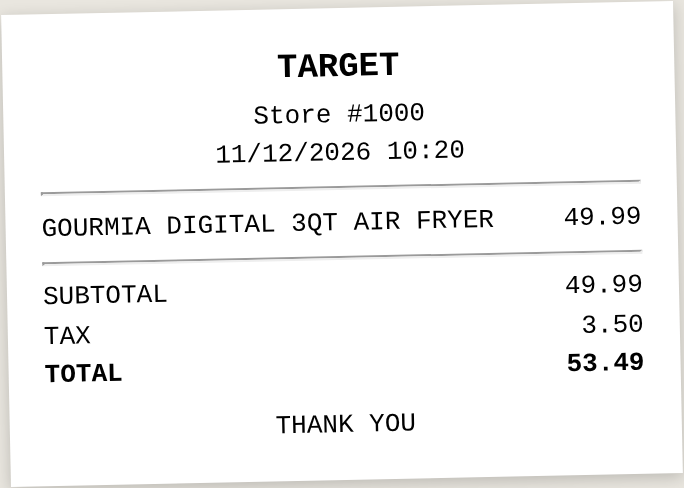 TARGET
Store #1000
11/12/2026 10:20
GOURMIA DIGITAL 3QT AIR FRYER 49.99
SUBTOTAL 49.99
TAX 3.50
TOTAL 53.49
THANK YOU